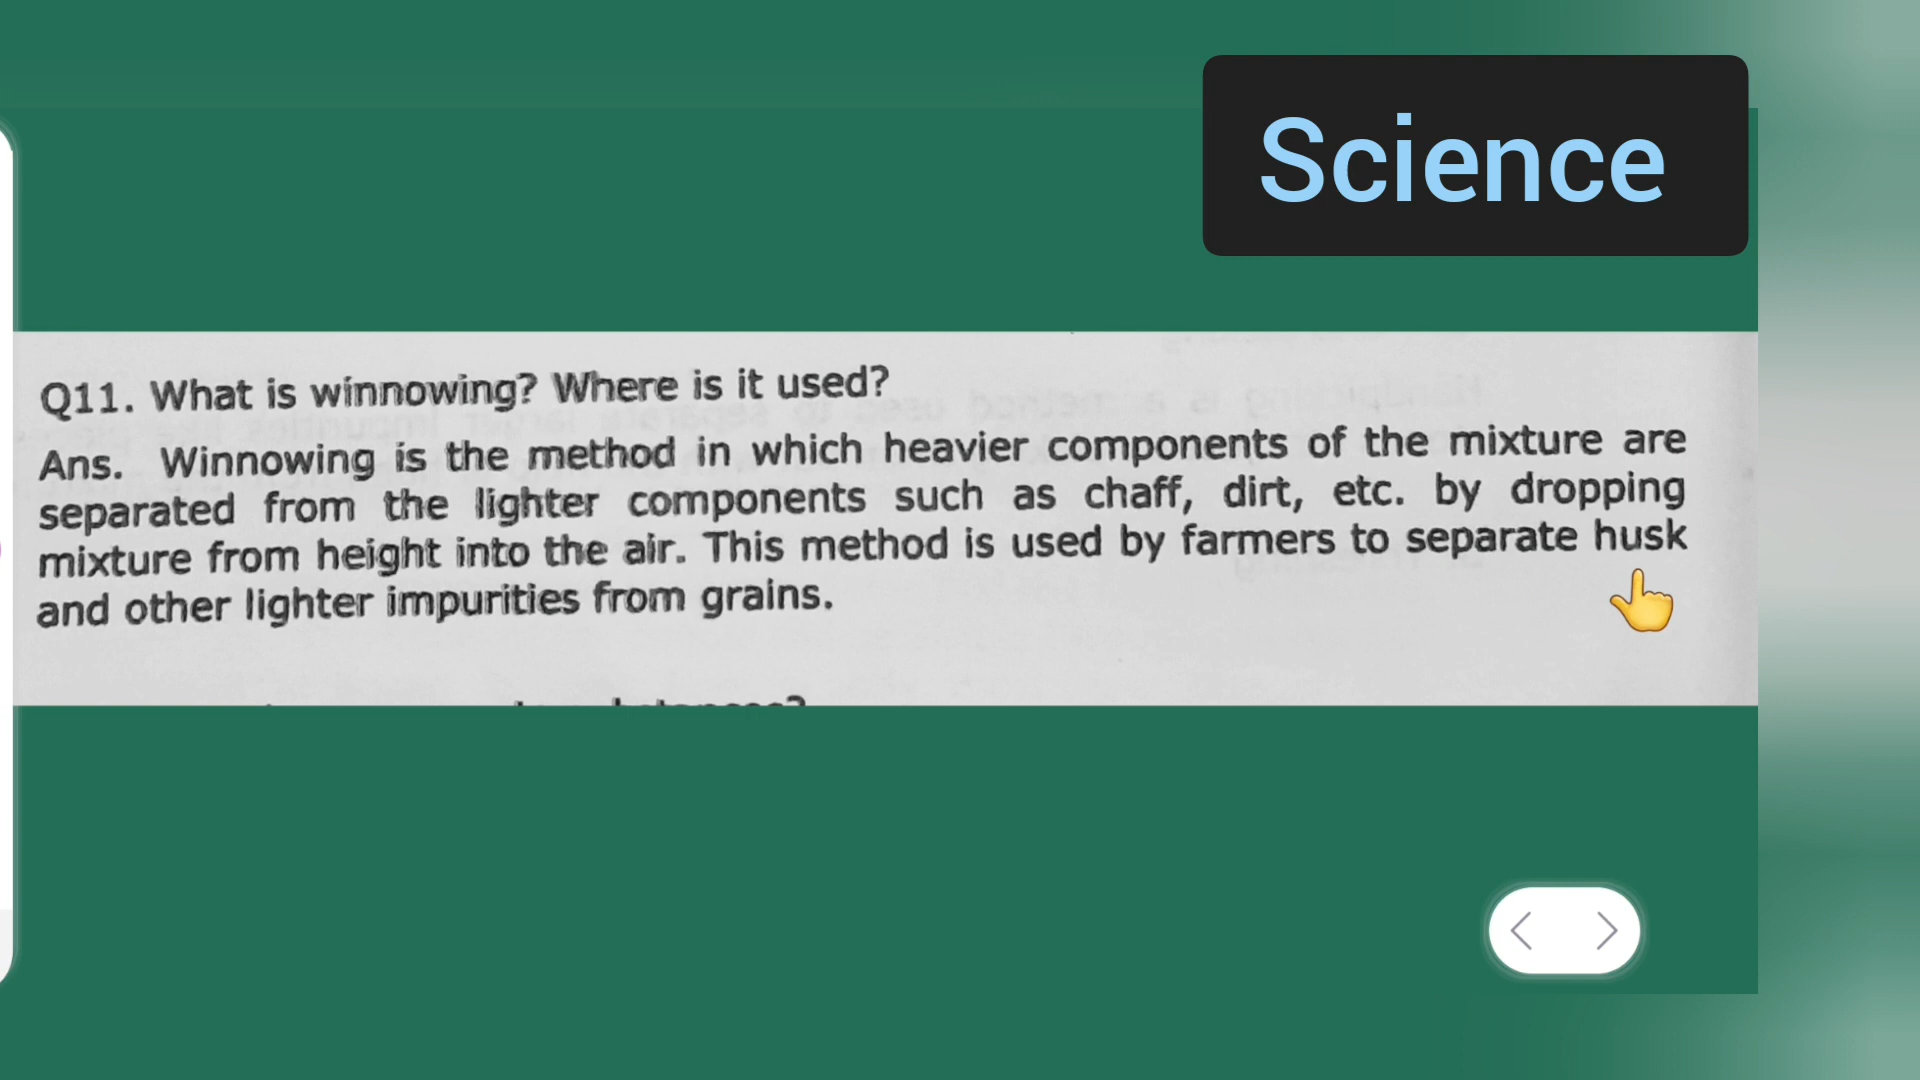 Science
Q11. What is winnowing? Where is it used?
Ans. Winnowing is the method in which heavier components of the mixture are
separated from the lighter components such as chaff, dirt, etc. by dropping
mixture from height into the air. This method is used by farmers to separate husk
and other lighter impurities from grains.